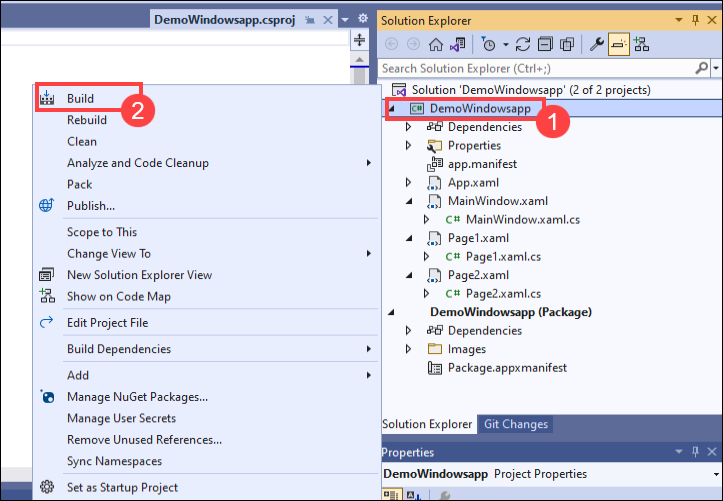 DemoWindowsapp.csproj
Solution Explorer
Search Solution Explorer (Ctrl+;)
Solution 'DemoWindowsapp' (2 of 2 projects)
C# DemoWindowsapp
1
Dependencies
Properties
app.manifest
App.xaml
MainWindow.xaml
C# MainWindow.xaml.cs
Page1.xaml
C# Page1.xaml.cs
Page2.xaml
C# Page2.xaml.cs
DemoWindowsapp (Package)
Dependencies
Images
Package.appxmanifest
Solution Explorer
Git Changes
Properties
DemoWindowsapp Project Properties
Build
2
Rebuild
Clean
Analyze and Code Cleanup
Pack
Publish...
Scope to This
Change View To
New Solution Explorer View
Show on Code Map
Edit Project File
Build Dependencies
Add
Manage NuGet Packages...
Manage User Secrets
Remove Unused References...
Sync Namespaces
Set as Startup Project